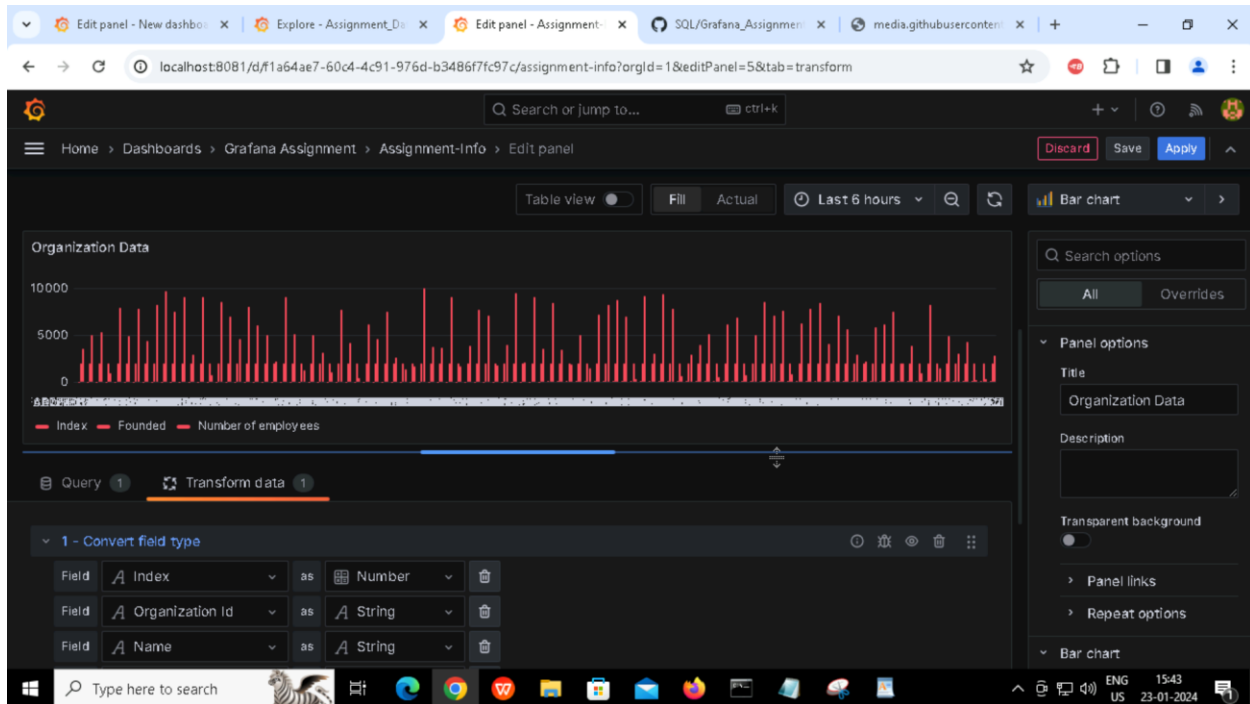 Edit panel - New dashboa
Explore - Assignment_Da
Edit panel - Assignment-
SQL/Grafana_Assignmen
media.githubusercontent
localhost:8081/d/f1a64ae7-60c4-4c91-976d-b3486f7fc97c/assignment-info?orgId=1&editPanel=5&tab=transform
Search or jump to... ctrl+k
Home › Dashboards › Grafana Assignment › Assignment-Info › Edit panel
Discard Save Apply
Table view Fill Actual Last 6 hours
Bar chart
Organization Data
10000
5000
0
Index Founded Number of employees
Search options
All Overrides
Panel options
Title
Organization Data
Description
Transparent background
Panel links
Repeat options
Bar chart
Query 1 Transform data 1
1 - Convert field type
Field Index as Number
Field Organization Id as String
Field Name as String
Type here to search
ENG
US
15:43
23-01-2024
1